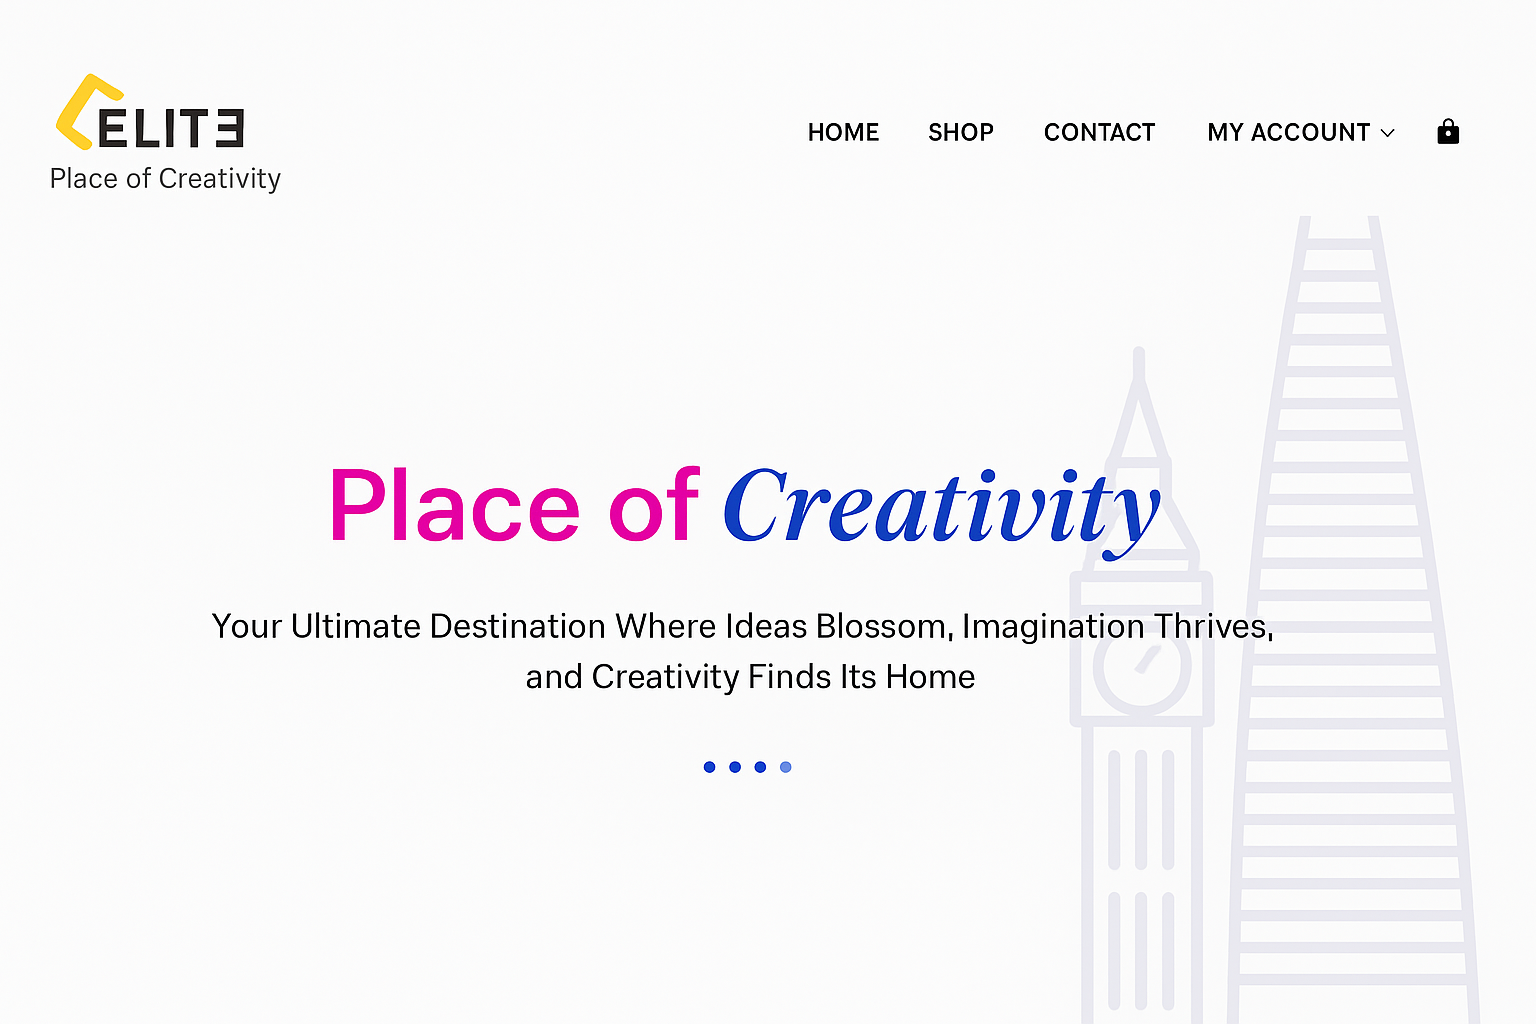 ELITƎ
Place of Creativity
HOME SHOP CONTACT MY ACCOUNT
Place of Creativity
Your Ultimate Destination Where Ideas Blossom, Imagination Thrives,
and Creativity Finds Its Home